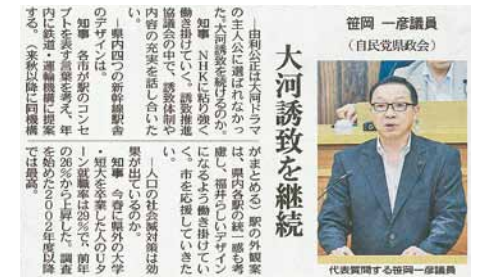 笹岡 一彦議員
(自民党県政会)
大河誘致を継続
―由利公正は大河ドラマ
の主人公に選ばれなかっ
た。大河誘致を続けるのか。
知事 NHKに粘り強く
働き掛けていく。誘致推進
協議会の中で、誘致体制や
内容の充実を話し合いた
い。
―県内四つの新幹線駅舎
のデザインは。
知事 各市が駅のコンセ
プトを表す言葉を考え、年
内に鉄道・運輸機構に提案
する。(来秋以降に同機構
がまとめる)駅の外観案
は、県内各駅の統一感も考
慮し、福井らしいデザイン
になるよう働き掛けてい
く。市を応援していきた
い。
―人口の社会減対策は効
果が出ているのか。
知事 今春に県外の大学
・短大を卒業した人のUタ
ーン就職率は29%で、前年
の26%から上昇した。調査
を始めた2002年度以降
では最高。
代表質問する笹岡一彦議員